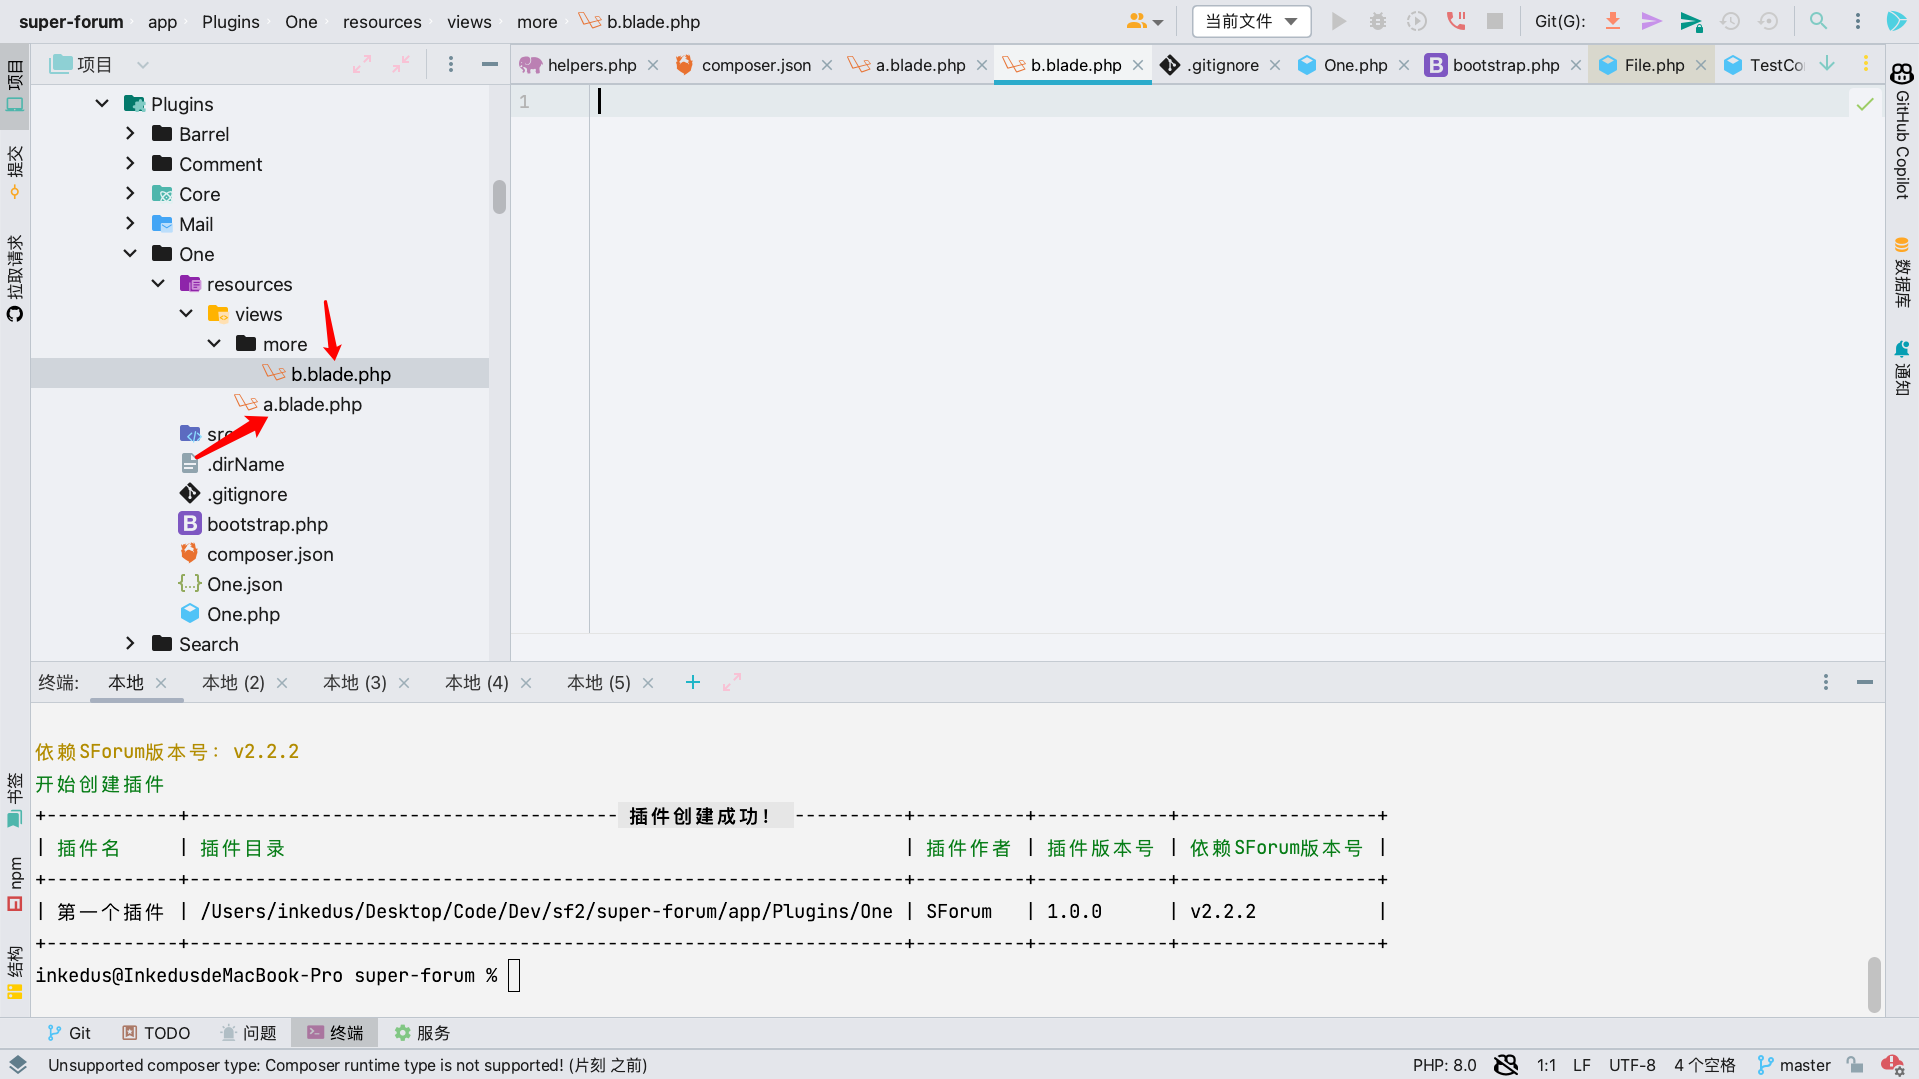 super-forum app Plugins One resources views more b.blade.php 当前文件 Git(G):
项目 helpers.php composer.json a.blade.php b.blade.php .gitignore One.php bootstrap.php File.php TestCo
1
Plugins
Barrel
Comment
Core
Mail
One
resources
views
more
b.blade.php
a.blade.php
src
.dirName
.gitignore
bootstrap.php
composer.json
One.json
One.php
Search
项目
提交
拉取请求
书签
npm
结构
GitHub Copilot
数据库
通知
终端: 本地 本地 (2) 本地 (3) 本地 (4) 本地 (5)
依赖SForum版本号：v2.2.2
开始创建插件
+------------+--------------------------------------- 插件创建成功！ ----------+----------+------------+------------------+
| 插件名 | 插件目录 | 插件作者 | 插件版本号 | 依赖SForum版本号 |
+------------+-----------------------------------------------------------------+----------+------------+------------------+
| 第一个插件 | /Users/inkedus/Desktop/Code/Dev/sf2/super-forum/app/Plugins/One | SForum | 1.0.0 | v2.2.2 |
+------------+-----------------------------------------------------------------+----------+------------+------------------+
inkedus@InkedusdeMacBook-Pro super-forum %
Git TODO 问题 终端 服务
Unsupported composer type: Composer runtime type is not supported! (片刻 之前) PHP: 8.0 1:1 LF UTF-8 4 个空格 master